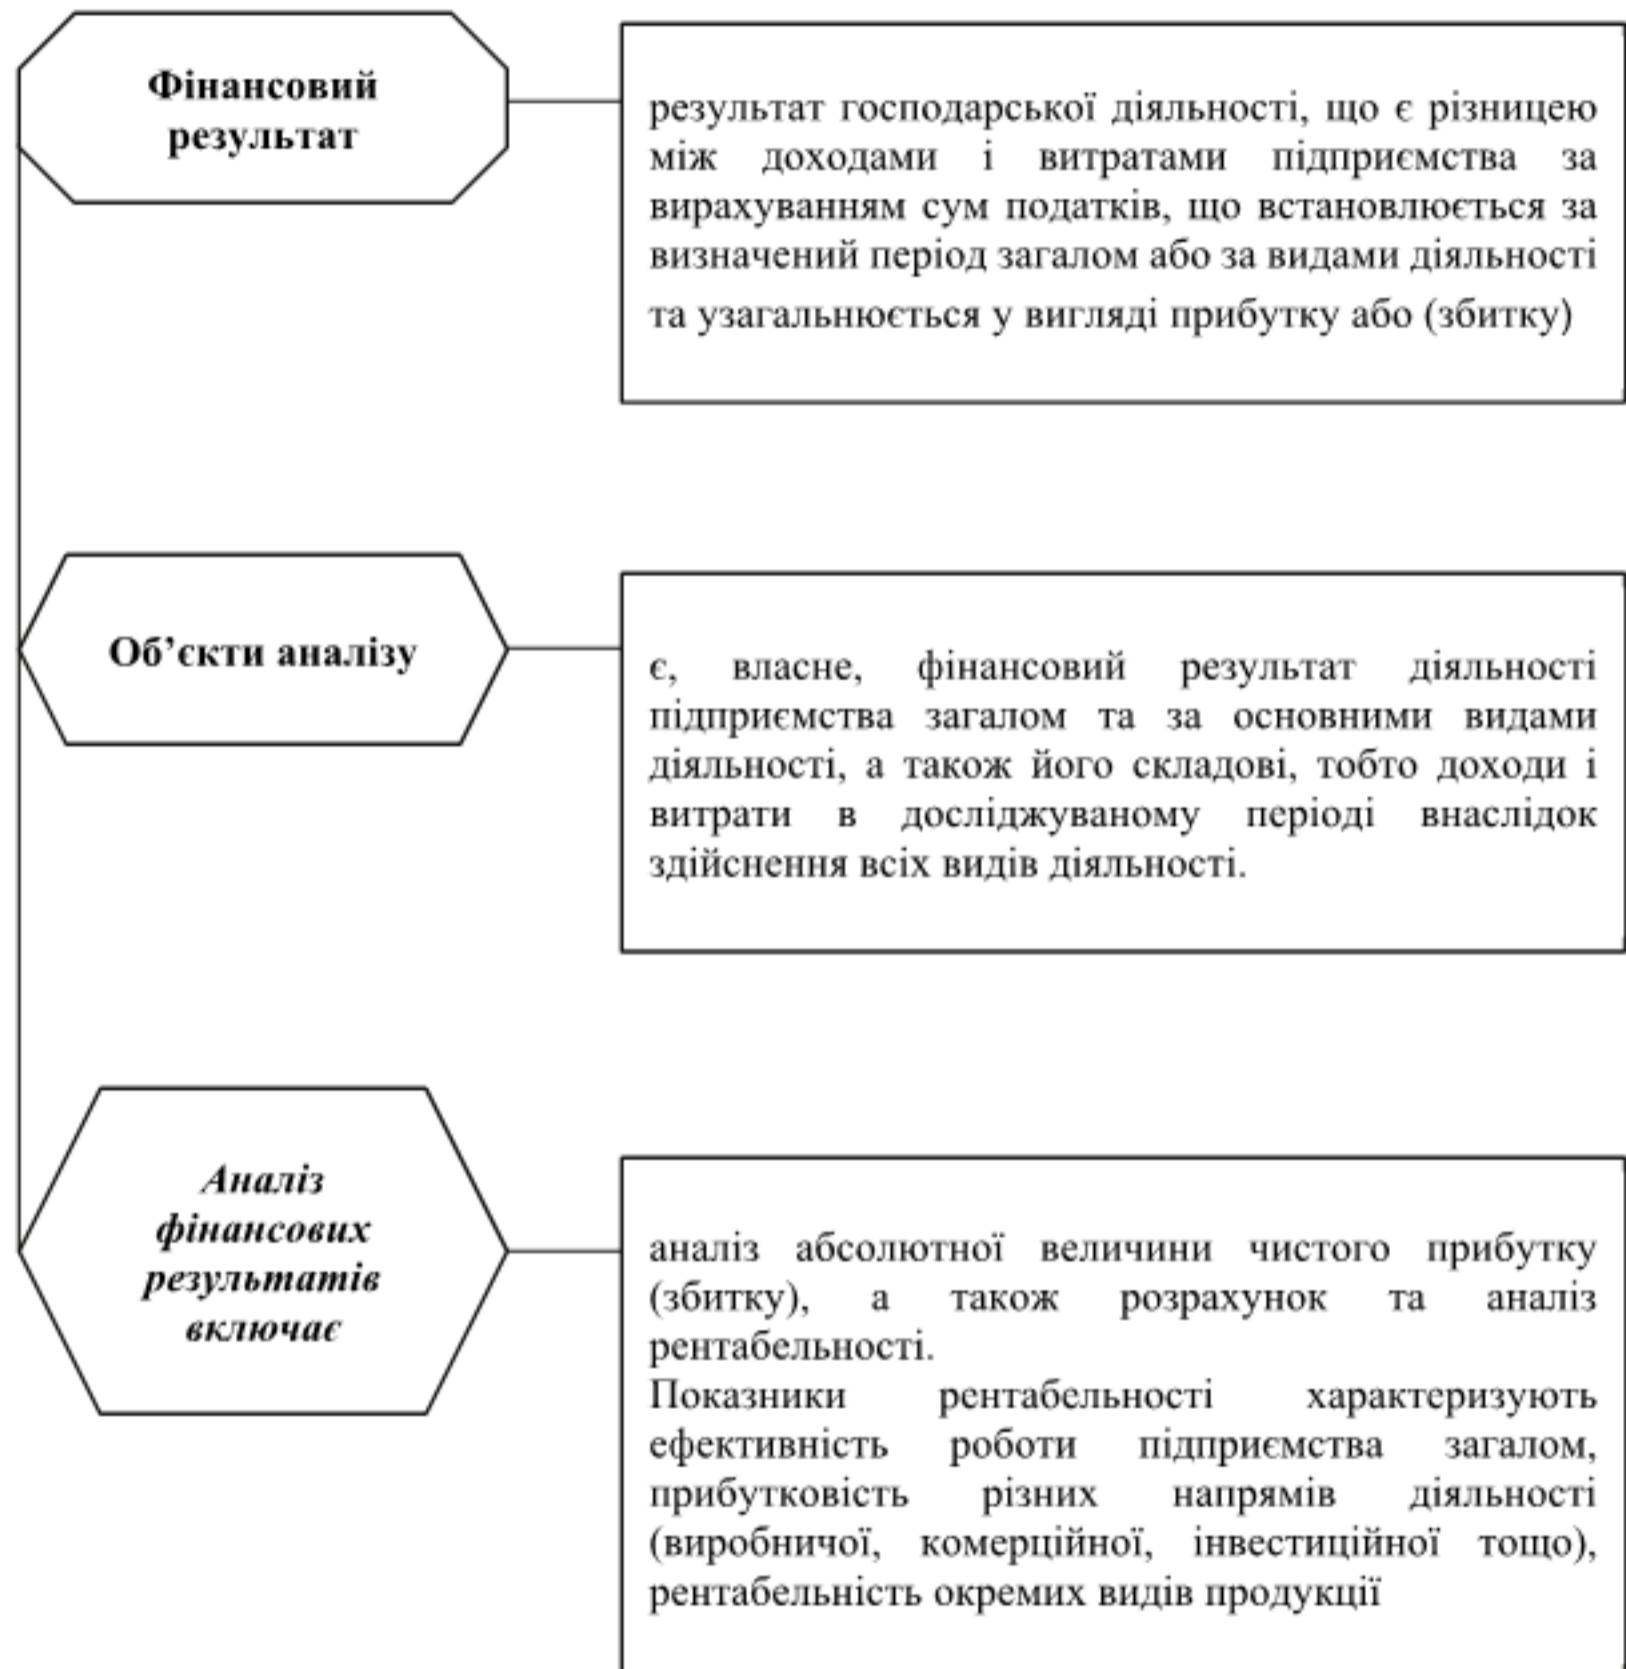 Фінансовий
результат
результат господарської діяльності, що є різницею
між доходами і витратами підприємства за
вирахуванням сум податків, що встановлюється за
визначений період загалом або за видами діяльності
та узагальнюється у вигляді прибутку або (збитку)
Об’єкти аналізу
є, власне, фінансовий результат діяльності
підприємства загалом та за основними видами
діяльності, а також його складові, тобто доходи і
витрати в досліджуваному періоді внаслідок
здійснення всіх видів діяльності.
Аналіз
фінансових
результатів
включає
аналіз абсолютної величини чистого прибутку
(збитку), а також розрахунок та аналіз
рентабельності.
Показники рентабельності характеризують
ефективність роботи підприємства загалом,
прибутковість різних напрямів діяльності
(виробничої, комерційної, інвестиційної тощо),
рентабельність окремих видів продукції